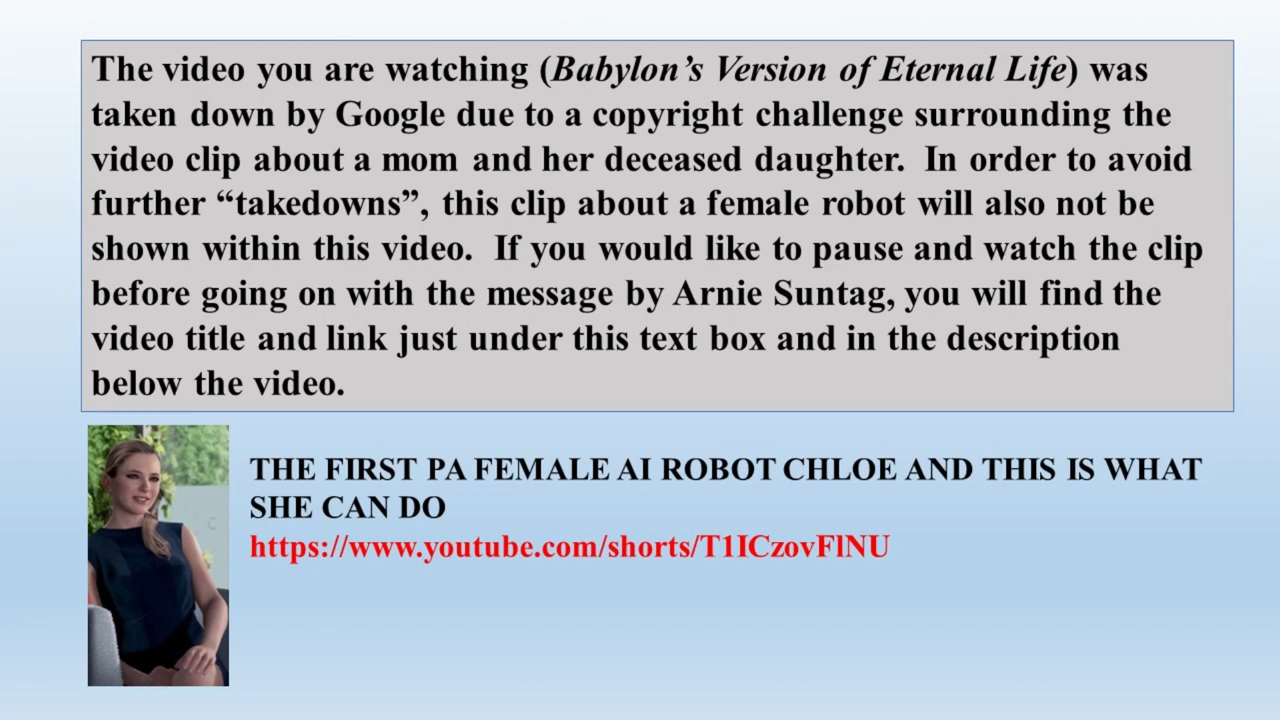 The video you are watching (Babylon’s Version of Eternal Life) was
taken down by Google due to a copyright challenge surrounding the
video clip about a mom and her deceased daughter.  In order to avoid
further “takedowns”, this clip about a female robot will also not be
shown within this video.  If you would like to pause and watch the clip
before going on with the message by Arnie Suntag, you will find the
video title and link just under this text box and in the description
below the video.
THE FIRST PA FEMALE AI ROBOT CHLOE AND THIS IS WHAT
SHE CAN DO
https://www.youtube.com/shorts/T1ICzovFlNU